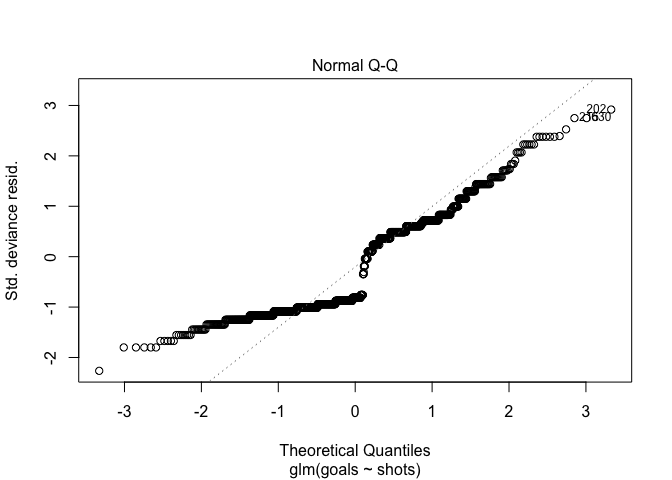 Normal Q-Q
Std. deviance resid.
3
2
1
0
-1
-2
202
-3 -2 -1 0 1 2 3
Theoretical Quantiles
glm(goals ~ shots)